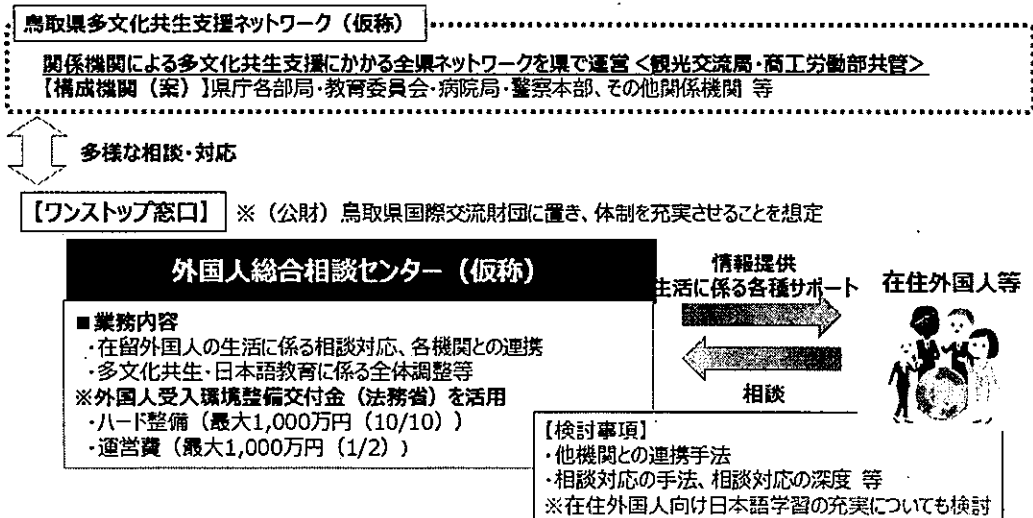 鳥取県多文化共生支援ネットワーク（仮称）
関係機関による多文化共生支援にかかる全県ネットワークを県で運営＜観光交流局・商工労働部共管＞
【構成機関（案）】県庁各部局・教育委員会・病院局・警察本部、その他関係機関 等
多様な相談・対応
【ワンストップ窓口】 ※（公財）鳥取県国際交流財団に置き、体制を充実させることを想定
外国人総合相談センター（仮称）
■業務内容
・在留外国人の生活に係る相談対応、各機関との連携
・多文化共生・日本語教育に係る全体調整等
※外国人受入環境整備交付金（法務省）を活用
・ハード整備（最大1,000万円（10/10））
・運営費（最大1,000万円（1/2））
情報提供
生活に係る各種サポート
在住外国人等
相談
【検討事項】
・他機関との連携手法
・相談対応の手法、相談対応の深度 等
※在住外国人向け日本語学習の充実についても検討